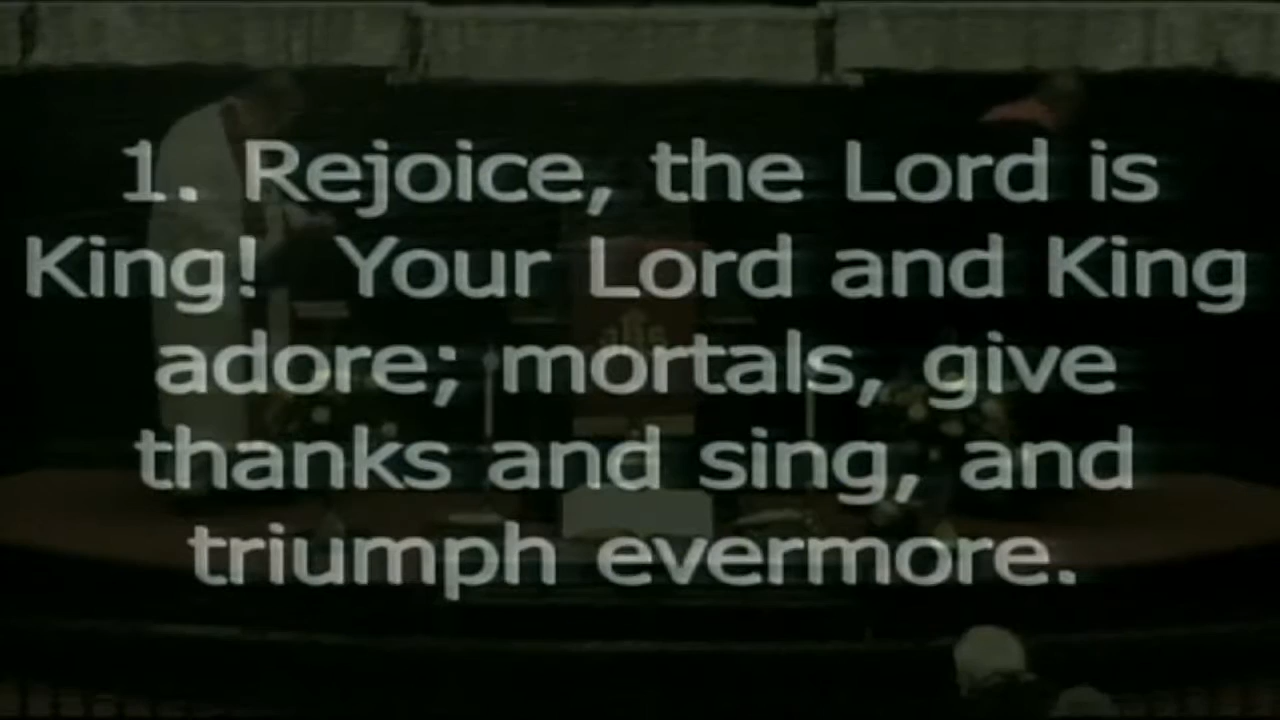 1. Rejoice, the Lord is
King! Your Lord and King
adore; mortals, give
thanks and sing, and
triumph evermore.